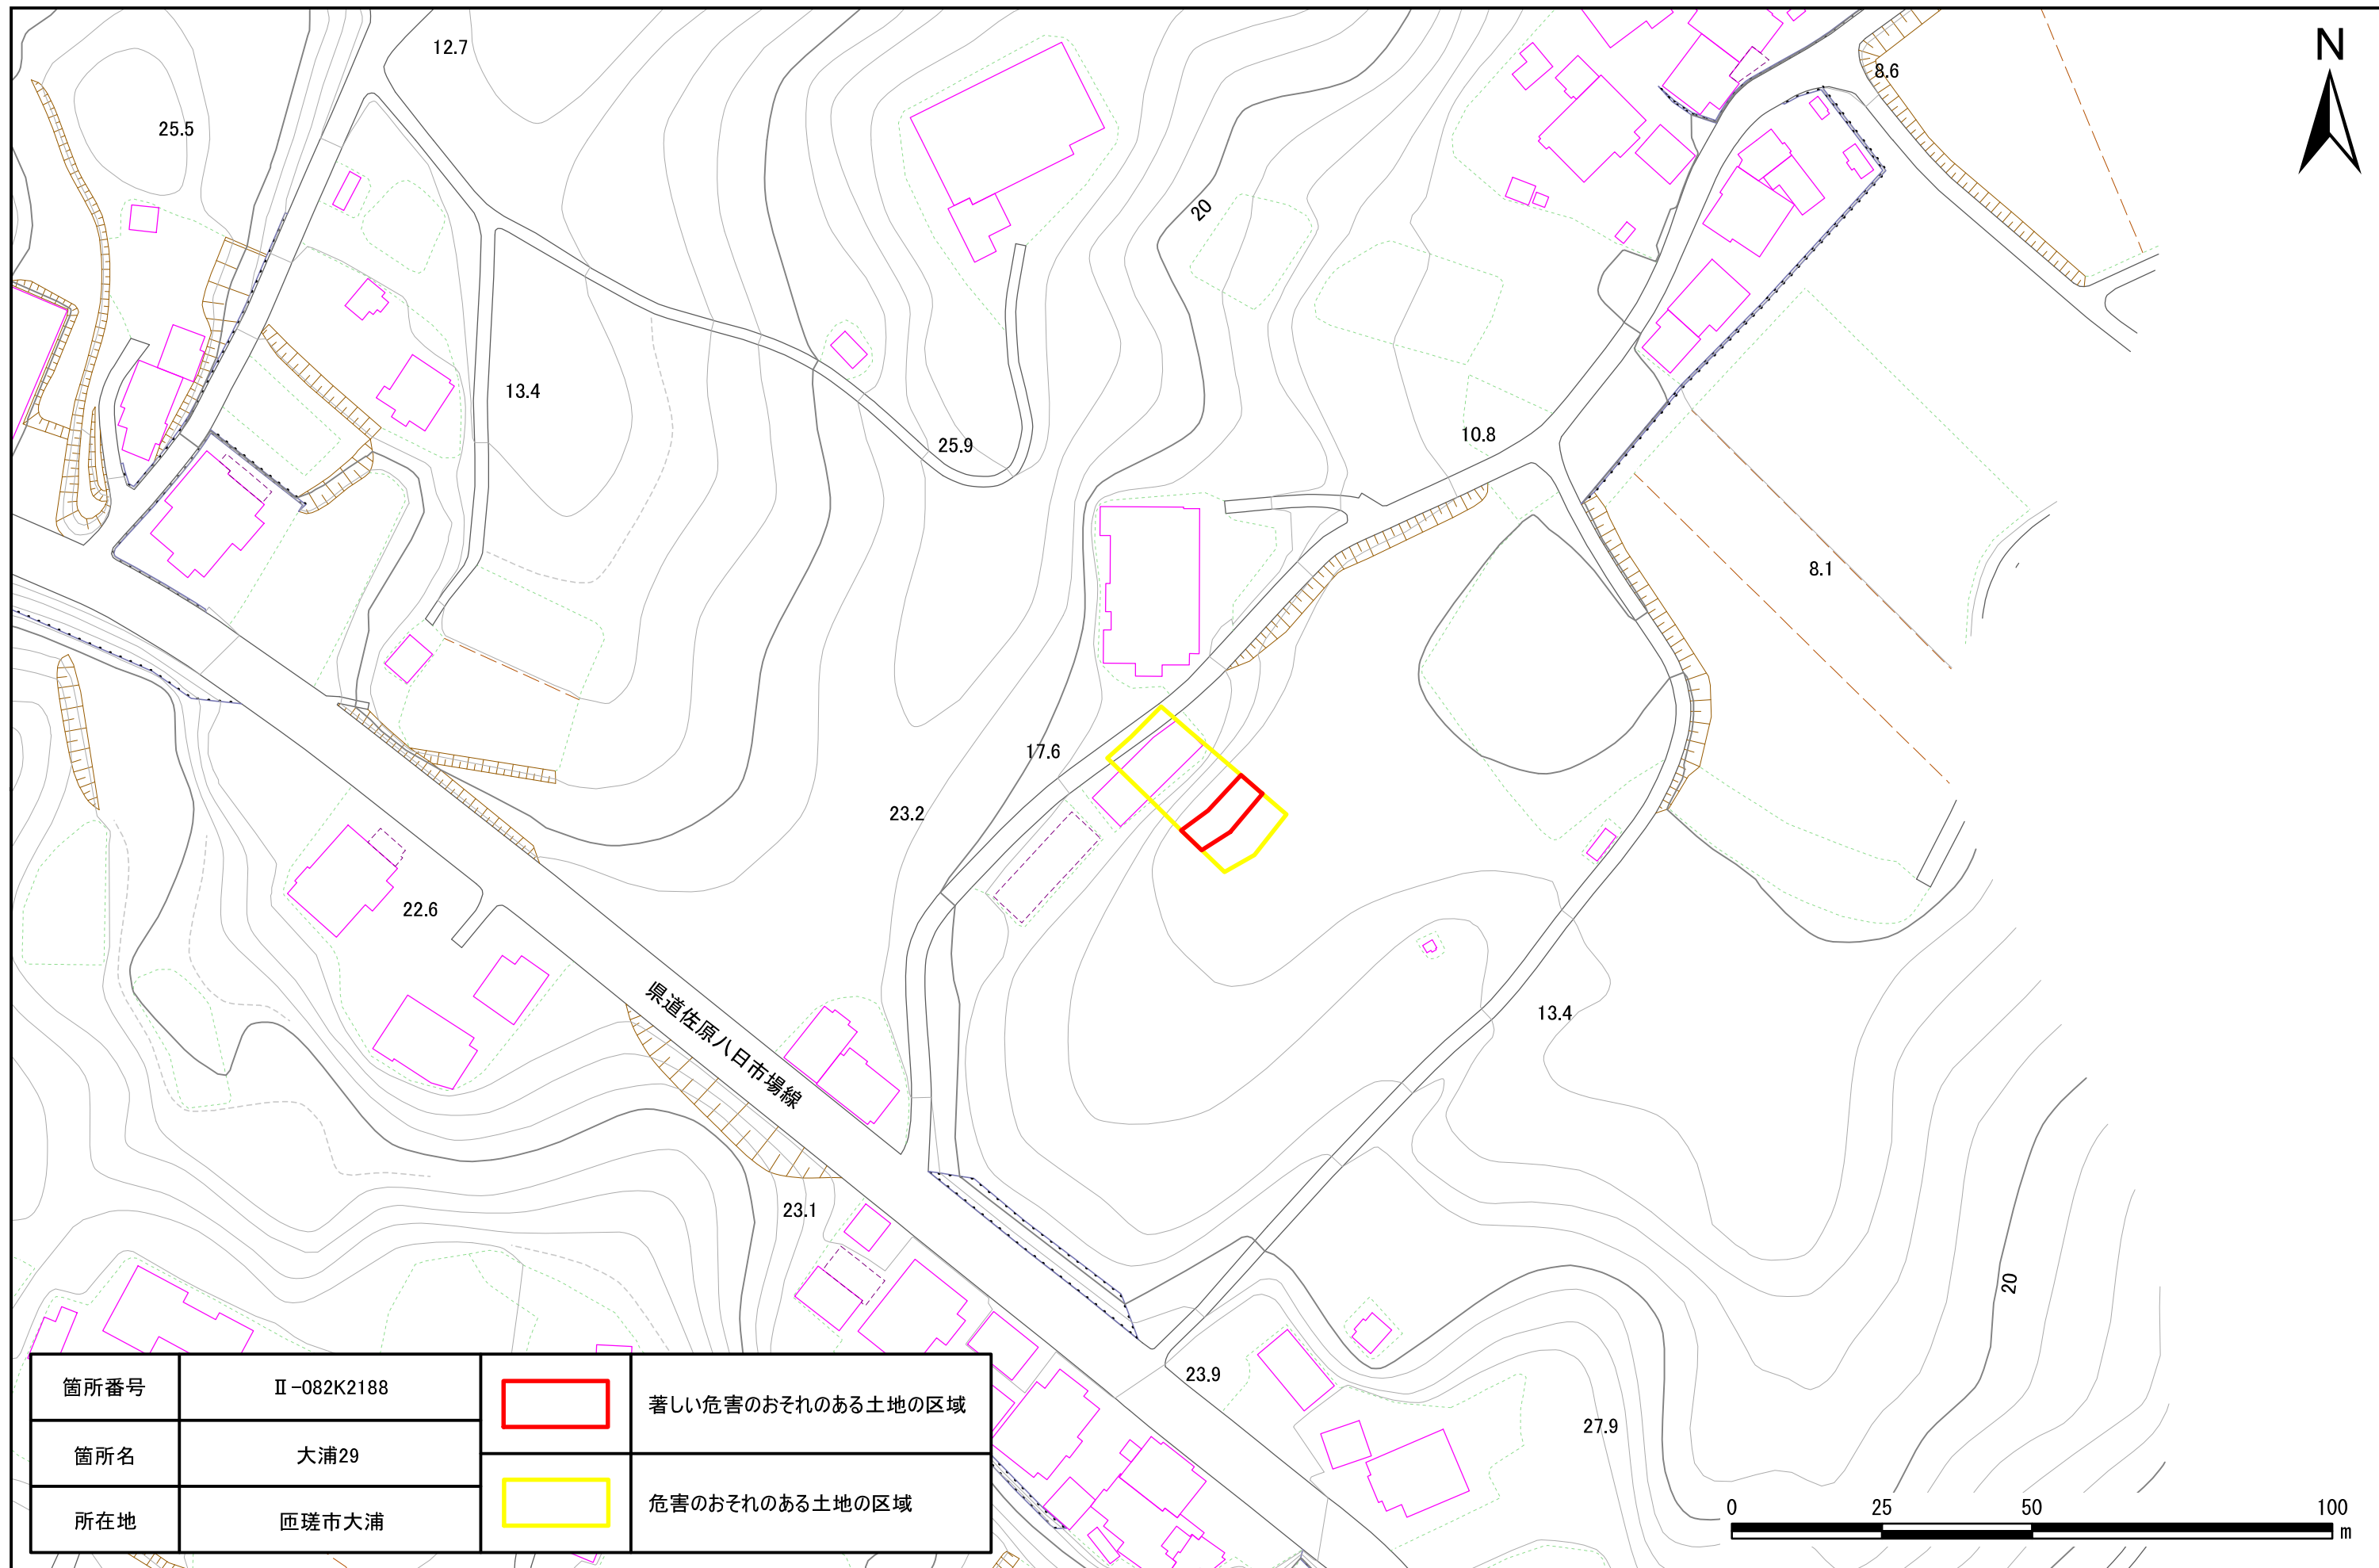 12.7
N
8.6
25.5
20
13.4
25.9
10.8
8.1
17.6
23.2
22.6
県道佐原八日市場線
13.4
23.1
20
23.9
27.9
箇所番号 Ⅱ-082K2188
箇所名 大浦29
所在地 匝瑳市大浦
著しい危害のおそれのある土地の区域
危害のおそれのある土地の区域
0 25 50 100
m